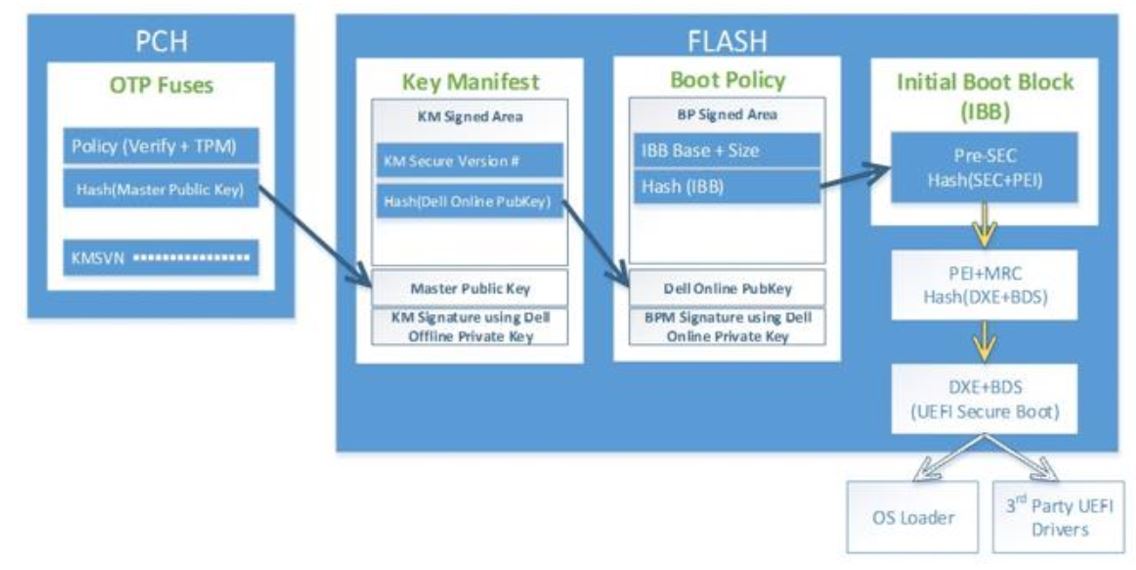 PCH
OTP Fuses
Policy (Verify + TPM)
Hash(Master Public Key)
KMSVN
FLASH
Key Manifest
KM Signed Area
KM Secure Version #
Hash(Dell Online PubKey)
Master Public Key
KM Signature using Dell
Offline Private Key
Boot Policy
BP Signed Area
IBB Base + Size
Hash (IBB)
Dell Online PubKey
BPM Signature using Dell
Online Private Key
Initial Boot Block
(IBB)
Pre-SEC
Hash(SEC+PEI)
PEI+MRC
Hash(DXE+BDS)
DXE+BDS
(UEFI Secure Boot)
OS Loader
3rd Party UEFI
Drivers